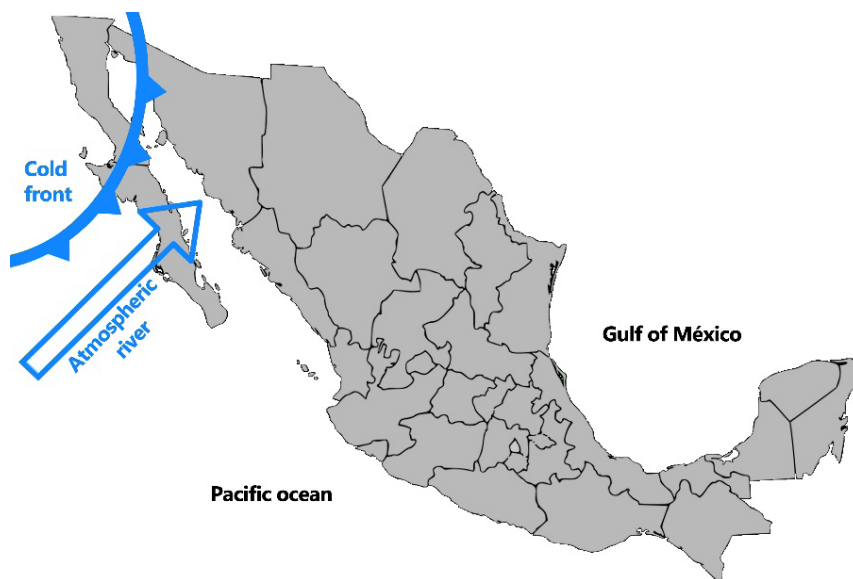 Cold
front
Atmospheric
river
Gulf of México
Pacific ocean